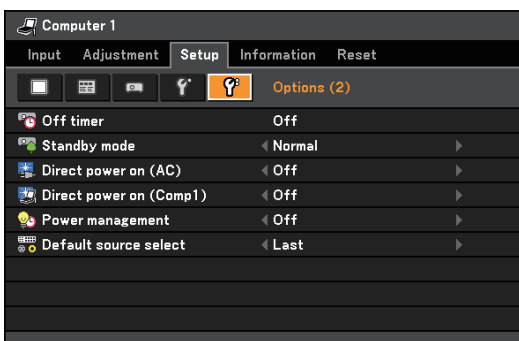 Computer 1
Input Adjustment Setup Information Reset
Options (2)
Off timer Off
Standby mode Normal
Direct power on (AC) Off
Direct power on (Comp1) Off
Power management Off
Default source select Last